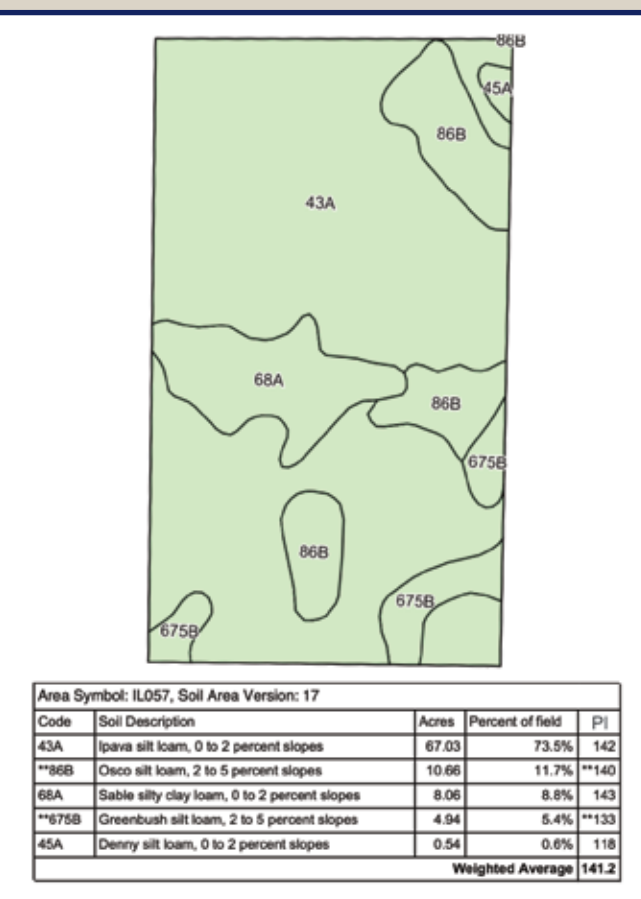 86B
45A
86B
43A
68A
86B
675B
86B
675B
675B
Area Symbol: IL057, Soil Area Version: 17
Code Soil Description Acres Percent of field PI
43A Ipava silt loam, 0 to 2 percent slopes 67.03 73.5% 142
**86B Osco silt loam, 2 to 5 percent slopes 10.66 11.7% **140
68A Sable silty clay loam, 0 to 2 percent slopes 8.06 8.8% 143
**675B Greenbush silt loam, 2 to 5 percent slopes 4.94 5.4% **133
45A Denny silt loam, 0 to 2 percent slopes 0.54 0.6% 118
Weighted Average 141.2